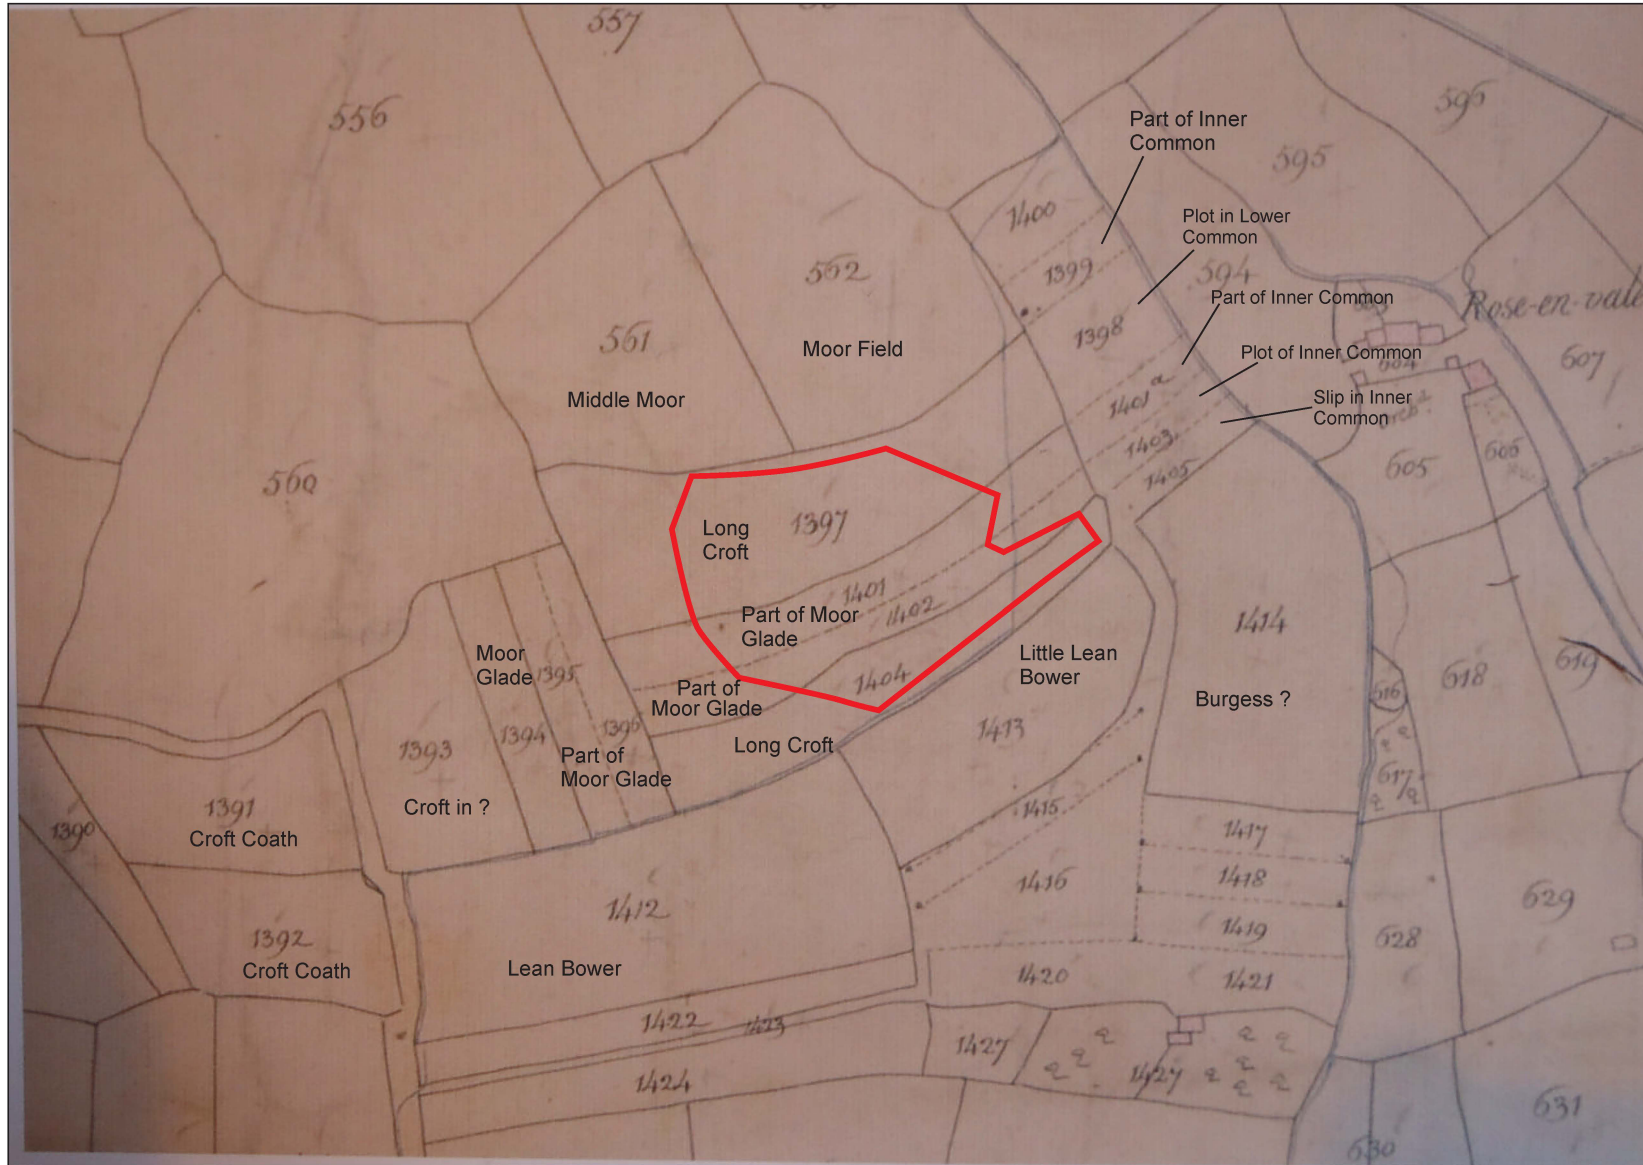 557
556
596
Part of Inner
Common
595
1400
Plot in Lower
Common
1399
562
594
Part of Inner Common
Rose-en-vale
1398
561
Moor Field
Plot of Inner Common
604
607
Middle Moor
1401a
Slip in Inner
Common
1403
605
606
1405
560
1397
Long
Croft
1401
1402
Part of Moor
Glade
1414
Moor
Glade
1395
Little Lean
Bower
616
618
619
1404
Part of
Moor Glade
Burgess ?
1396
1393
1394
1413
Long Croft
Part of
Moor Glade
617
Croft in ?
1391
Croft Coath
1390
1415
1417
1416
1418
1412
629
1392
Croft Coath
1419
628
Lean Bower
1420
1421
1422
1423
1427
1424
1427
631
630